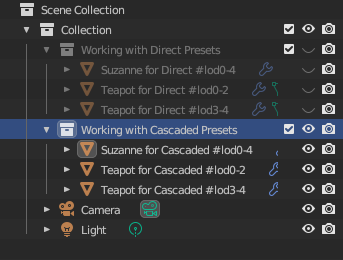 Scene Collection
Collection
Working with Direct Presets
Suzanne for Direct #lod0-4
Teapot for Direct #lod0-2
Teapot for Direct #lod3-4
Working with Cascaded Presets
Suzanne for Cascaded #lod0-4
Teapot for Cascaded #lod0-2
Teapot for Cascaded #lod3-4
Camera
Light